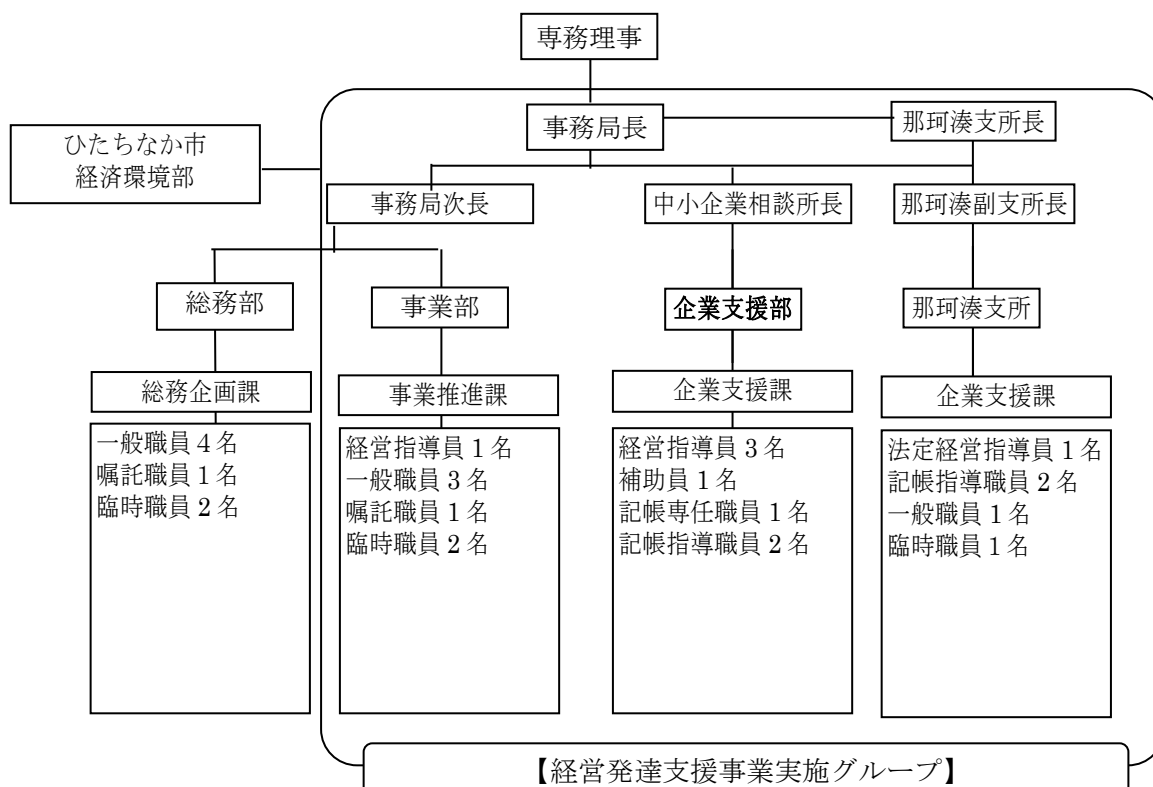 専務理事
事務局長
那珂湊支所長
ひたちなか市
経済環境部
事務局次長
中小企業相談所長
那珂湊副支所長
総務部
事業部
企業支援部
那珂湊支所
総務企画課
事業推進課
企業支援課
企業支援課
一般職員 4 名
嘱託職員 1 名
臨時職員 2 名
経営指導員 1 名
一般職員 3 名
嘱託職員 1 名
臨時職員 2 名
経営指導員 3 名
補助員 1 名
記帳専任職員 1 名
記帳指導職員 2 名
法定経営指導員 1 名
記帳指導職員 2 名
一般職員 1 名
臨時職員 1 名
【経営発達支援事業実施グループ】